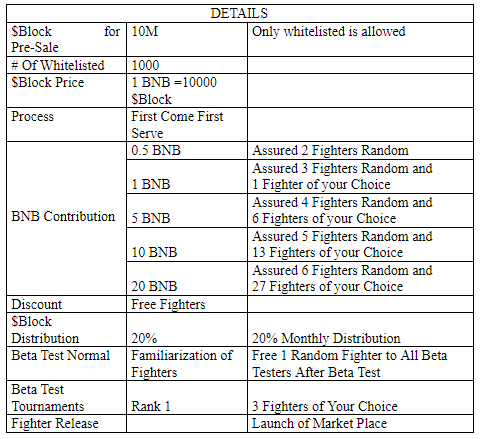 DETAILS
$Block for 10M Only whitelisted is allowed
Pre-Sale
# Of Whitelisted 1000
$Block Price 1 BNB =10000
$Block
Process First Come First
Serve
BNB Contribution
0.5 BNB Assured 2 Fighters Random
1 BNB Assured 3 Fighters Random and
1 Fighter of your Choice
5 BNB Assured 4 Fighters Random and
6 Fighters of your Choice
10 BNB Assured 5 Fighters Random and
13 Fighters of your Choice
20 BNB Assured 6 Fighters Random and
27 Fighters of your Choice
Discount Free Fighters
$Block
Distribution 20% 20% Monthly Distribution
Beta Test Normal Familiarization of Free 1 Random Fighter to All Beta
Fighters Testers After Beta Test
Beta Test
Tournaments Rank 1 3 Fighters of Your Choice
Fighter Release Launch of Market Place